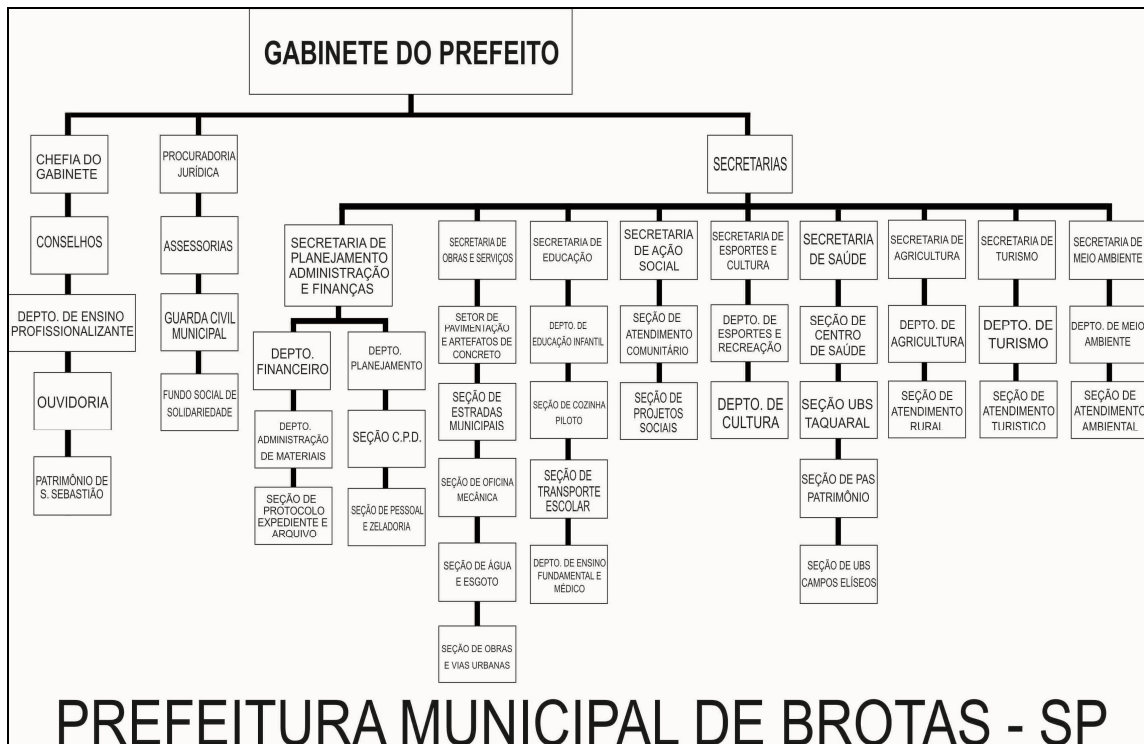 GABINETE DO PREFEITO
CHEFIA DO
GABINETE
PROCURADORIA
JURÍDICA
SECRETARIAS
CONSELHOS
ASSESSORIAS
SECRETARIA DE
PLANEJAMENTO
ADMINISTRAÇÃO
E FINANÇAS
SECRETARIA DE
OBRAS E SERVIÇOS
SECRETARIA DE
EDUCAÇÃO
SECRETARIA
DE AÇÃO
SOCIAL
SECRETARIA DE
ESPORTES E
CULTURA
SECRETARIA
DE SAÚDE
SECRETARIA DE
AGRICULTURA
SECRETARIA DE
TURISMO
SECRETARIA DE
MEIO AMBIENTE
DEPTO. DE ENSINO
PROFISSIONALIZANTE
GUARDA CIVIL
MUNICIPAL
DEPTO.
FINANCEIRO
DEPTO.
PLANEJAMENTO
SETOR DE
PAVIMENTAÇÃO
E ARTEFATOS DE
CONCRETO
DEPTO. DE
EDUCAÇÃO INFANTIL
SEÇÃO DE
ATENDIMENTO
COMUNITÁRIO
DEPTO. DE
ESPORTES E
RECREAÇÃO
SEÇÃO DE
CENTRO
DE SAÚDE
DEPTO. DE
AGRICULTURA
DEPTO. DE
TURISMO
DEPTO. DE MEIO
AMBIENTE
OUVIDORIA
FUNDO SOCIAL DE
SOLIDARIEDADE
DEPTO.
ADMINISTRAÇÃO
DE MATERIAIS
SEÇÃO C.P.D.
SEÇÃO DE
ESTRADAS
MUNICIPAIS
SEÇÃO DE COZINHA
PILOTO
SEÇÃO DE
PROJETOS
SOCIAIS
DEPTO. DE
CULTURA
SEÇÃO UBS
TAQUARAL
SEÇÃO DE
ATENDIMENTO
RURAL
SEÇÃO DE
ATENDIMENTO
TURISTICO
SEÇÃO DE
ATENDIMENTO
AMBIENTAL
PATRIMÔNIO DE
S. SEBASTIÃO
SEÇÃO DE
PROTOCOLO
EXPEDIENTE E
ARQUIVO
SEÇÃO DE PESSOAL
E ZELADORIA
SEÇÃO DE OFICINA
MECÂNICA
SEÇÃO DE
TRANSPORTE
ESCOLAR
SEÇÃO DE PAS
PATRIMÔNIO
SEÇÃO DE ÁGUA
E ESGOTO
DEPTO. DE ENSINO
FUNDAMENTAL E
MÉDICO
SEÇÃO DE UBS
CAMPOS ELÍSEOS
SEÇÃO DE OBRAS
E VIAS URBANAS
PREFEITURA MUNICIPAL DE BROTAS - SP